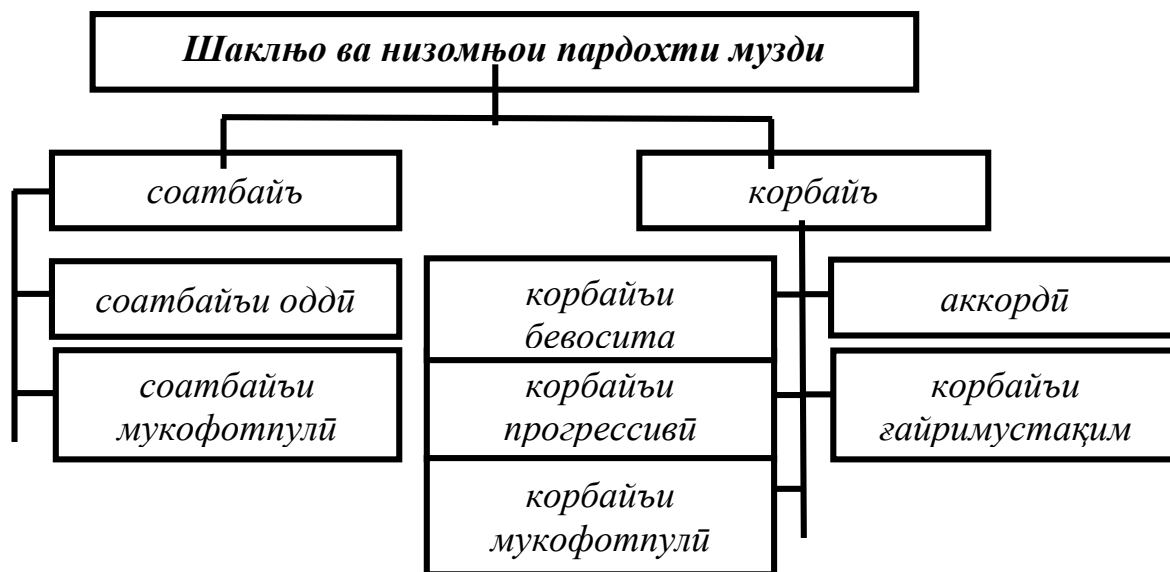 Шаклњо ва низомњои пардохти музди
соатбайъ
корбайъ
соатбайъи оддӣ
соатбайъи
мукофотпулӣ
корбайъи
бевосита
корбайъи
прогрессивӣ
корбайъи
мукофотпулӣ
аккордӣ
корбайъи
ғайримустақим